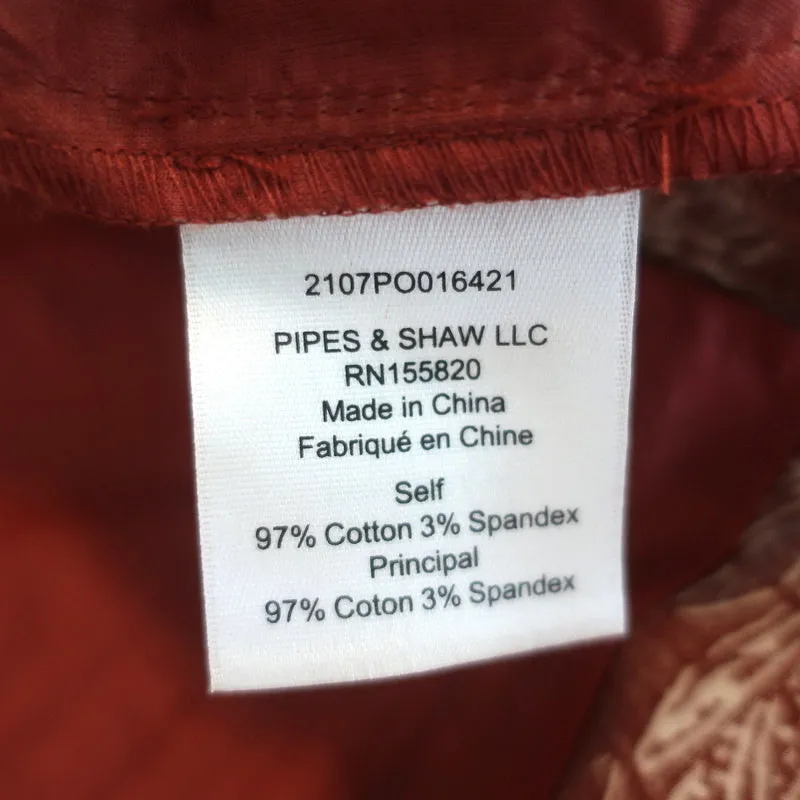 2107PO016421
PIPES & SHAW LLC
RN155820
Made in China
Fabriqué en Chine
Self
97% Cotton 3% Spandex
Principal
97% Coton 3% Spandex